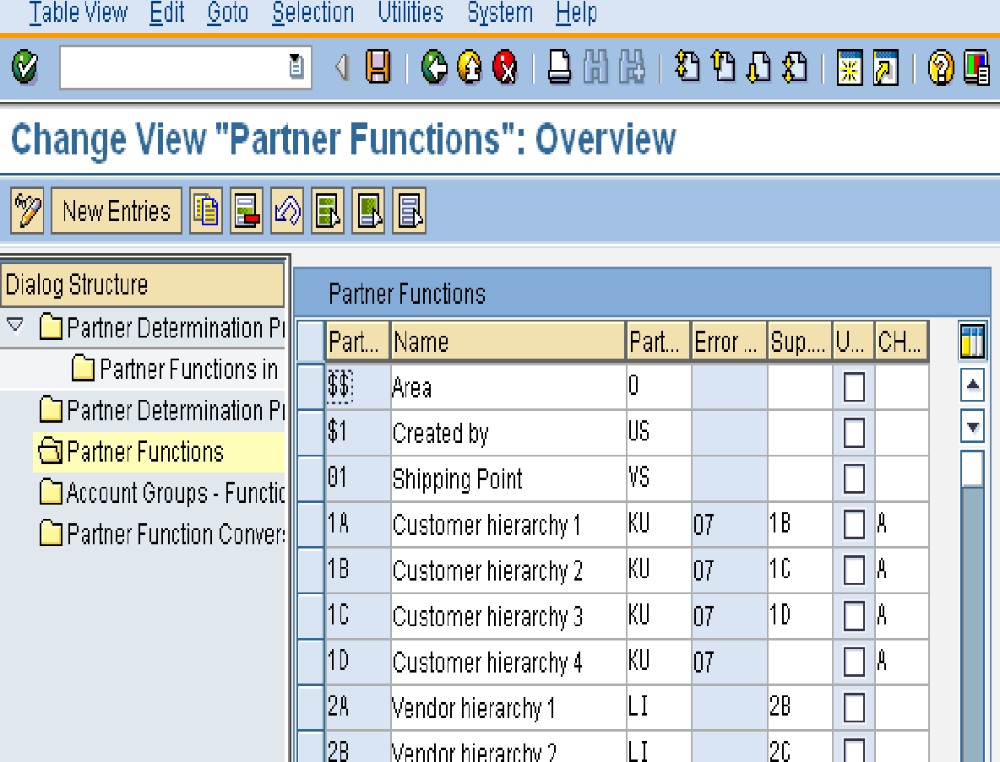 Table View Edit Goto Selection Utilities System Help
Change View "Partner Functions": Overview
New Entries
Dialog Structure
Partner Determination Pr
Partner Functions in
Partner Determination Pr
Partner Functions
Account Groups - Functio
Partner Function Convers
Partner Functions
Part... Name Part... Error ... Sup.... U... CH...
$$ Area O
$1 Created by US
01 Shipping Point VS
1A Customer hierarchy 1 KU 07 1B A
1B Customer hierarchy 2 KU 07 1C A
1C Customer hierarchy 3 KU 07 1D A
1D Customer hierarchy 4 KU 07 A
2A Vendor hierarchy 1 LI 2B
2B Vendor hierarchy 2 LI 2C